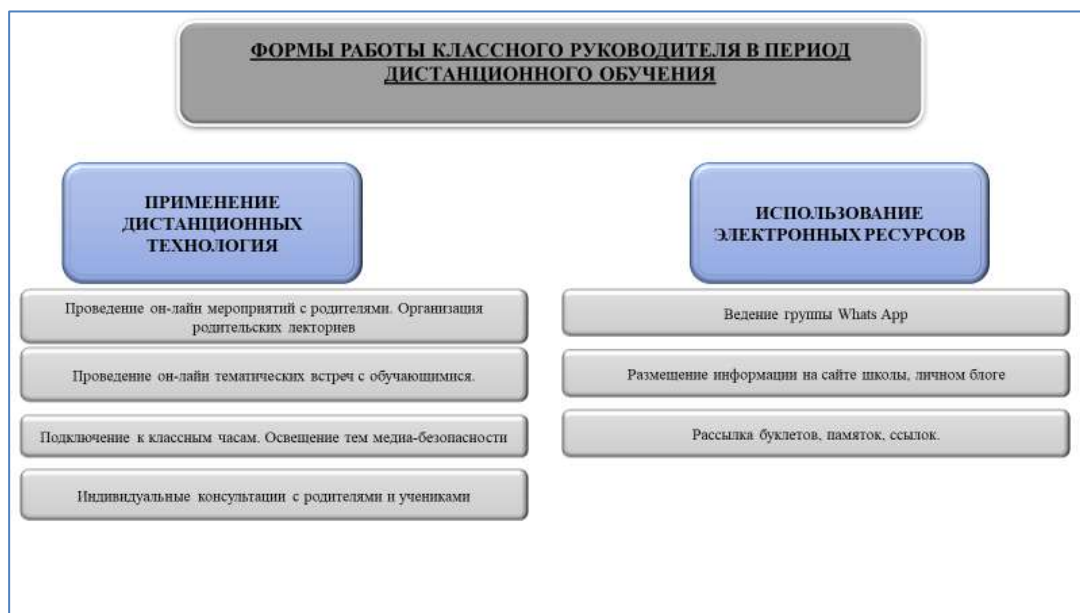 ФОРМЫ РАБОТЫ КЛАССНОГО РУКОВОДИТЕЛЯ В ПЕРИОД
ДИСТАНЦИОННОГО ОБУЧЕНИЯ
ПРИМЕНЕНИЕ
ДИСТАНЦИОННЫХ
ТЕХНОЛОГИЯ
Проведение он-лайн мероприятий с родителями. Организация
родительских лекториев
Проведение он-лайн тематических встреч с обучающимися.
Подключение к классным часам. Освещение тем медиа-безопасности
Индивидуальные консультации с родителями и учениками
ИСПОЛЬЗОВАНИЕ
ЭЛЕКТРОННЫХ РЕСУРСОВ
Ведение группы Whats App
Размещение информации на сайте школы, личном блоге
Рассылка буклетов, памяток, ссылок.